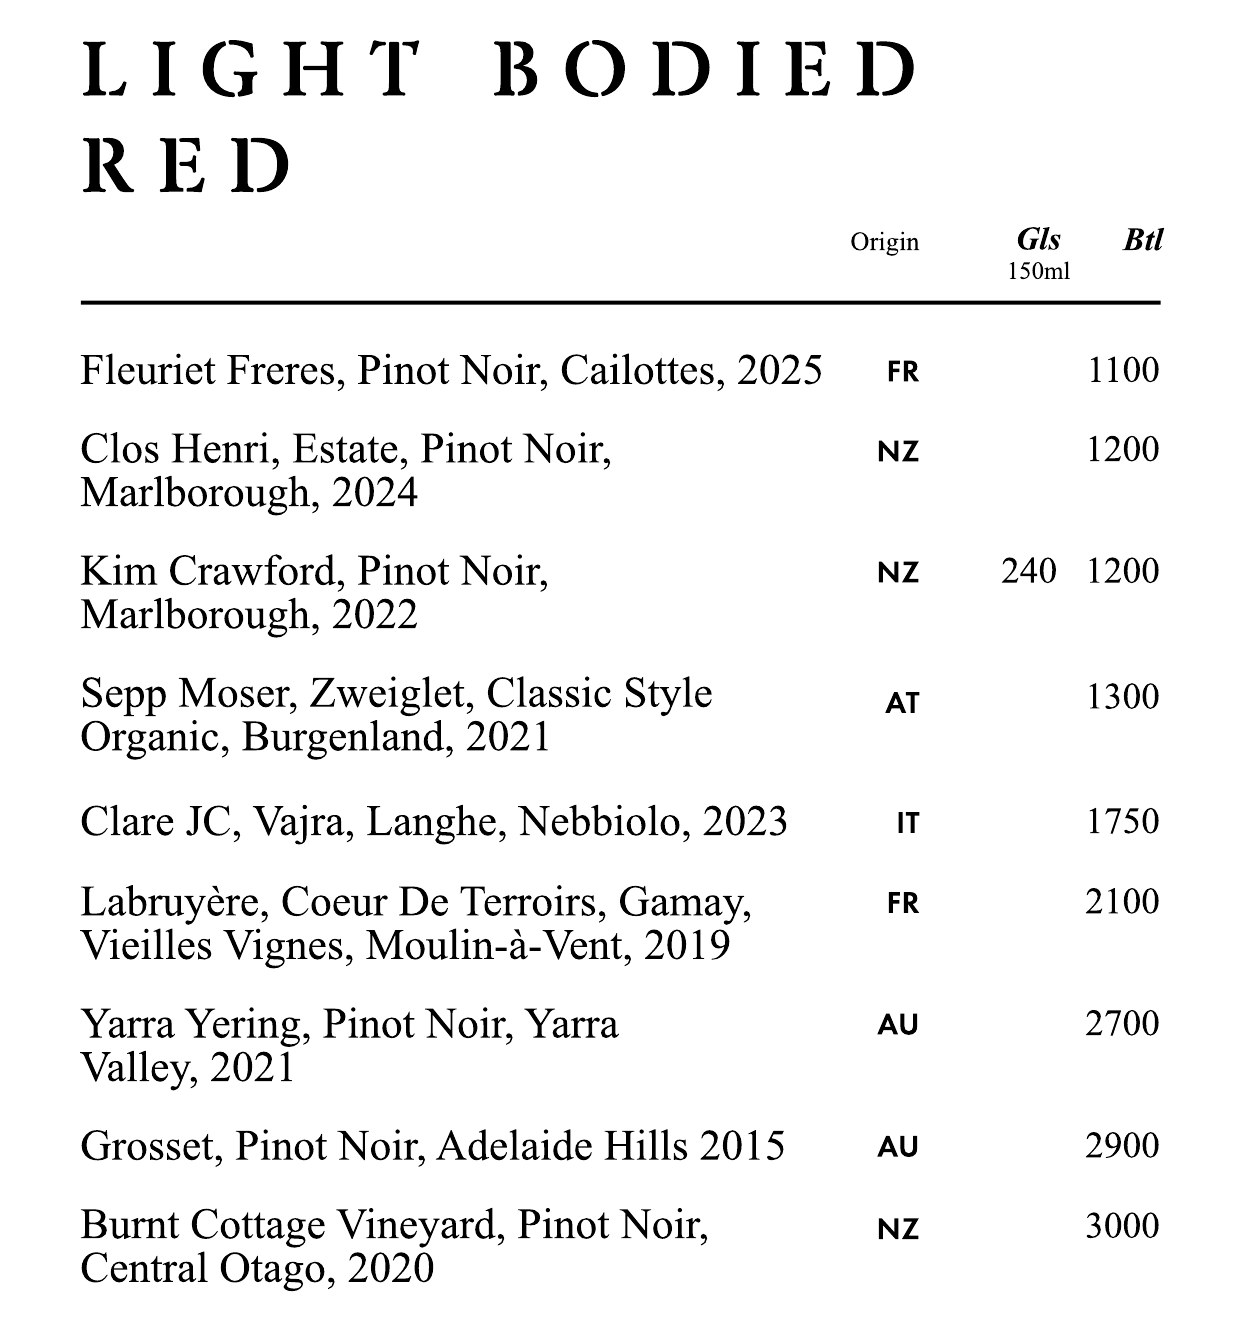 LIGHT BODIED
RED
Origin Gls Btl
150ml
Fleuriet Freres, Pinot Noir, Cailottes, 2025 FR 1100
Clos Henri, Estate, Pinot Noir, NZ 1200
Marlborough, 2024
Kim Crawford, Pinot Noir, NZ 240 1200
Marlborough, 2022
Sepp Moser, Zweiglet, Classic Style AT 1300
Organic, Burgenland, 2021
Clare JC, Vajra, Langhe, Nebbiolo, 2023 IT 1750
Labruyère, Coeur De Terroirs, Gamay, FR 2100
Vieilles Vignes, Moulin-à-Vent, 2019
Yarra Yering, Pinot Noir, Yarra AU 2700
Valley, 2021
Grosset, Pinot Noir, Adelaide Hills 2015 AU 2900
Burnt Cottage Vineyard, Pinot Noir, NZ 3000
Central Otago, 2020